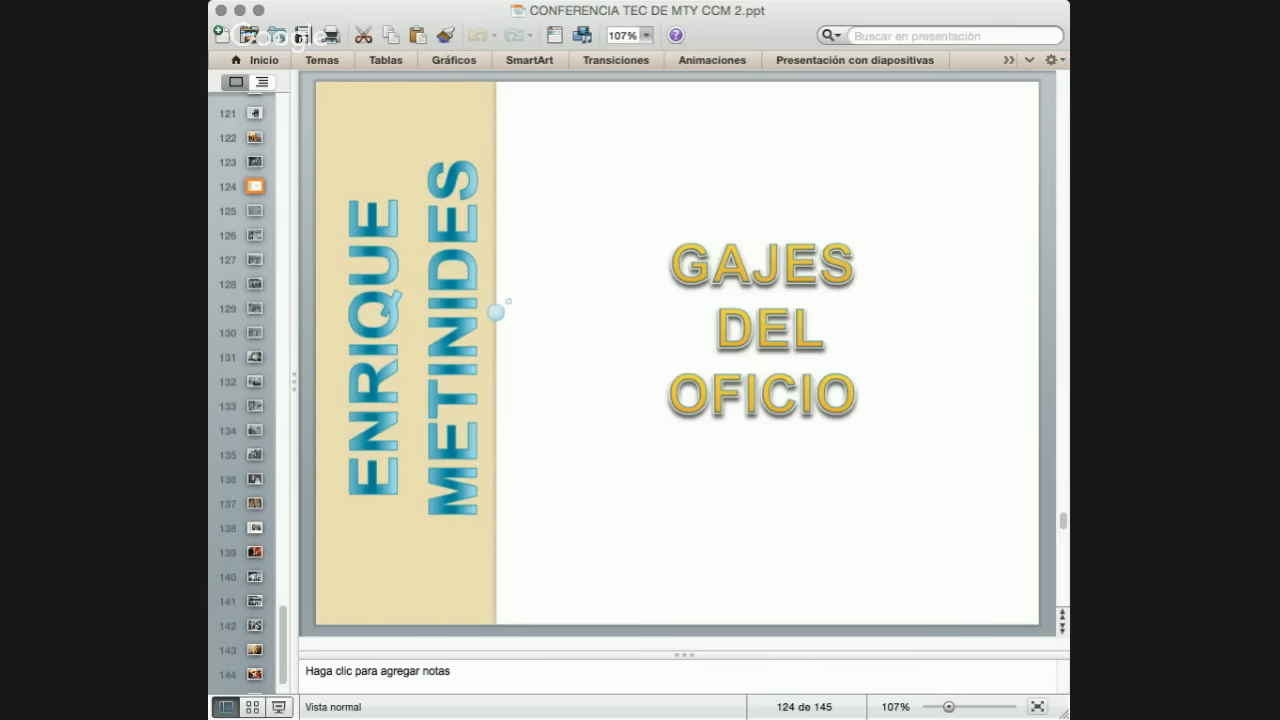 CONFERENCIA TEC DE MTY CCM 2.ppt
Google
107%
Buscar en presentación
Inicio
Temas
Tablas
Gráficos
SmartArt
Transiciones
Animaciones
Presentación con diapositivas
121
122
123
124
125
126
127
128
129
130
131
132
133
134
135
136
137
138
139
140
141
142
143
144
ENRIQUE
METINIDES
GAJES
DEL
OFICIO
Haga clic para agregar notas
Vista normal
124 de 145
107%